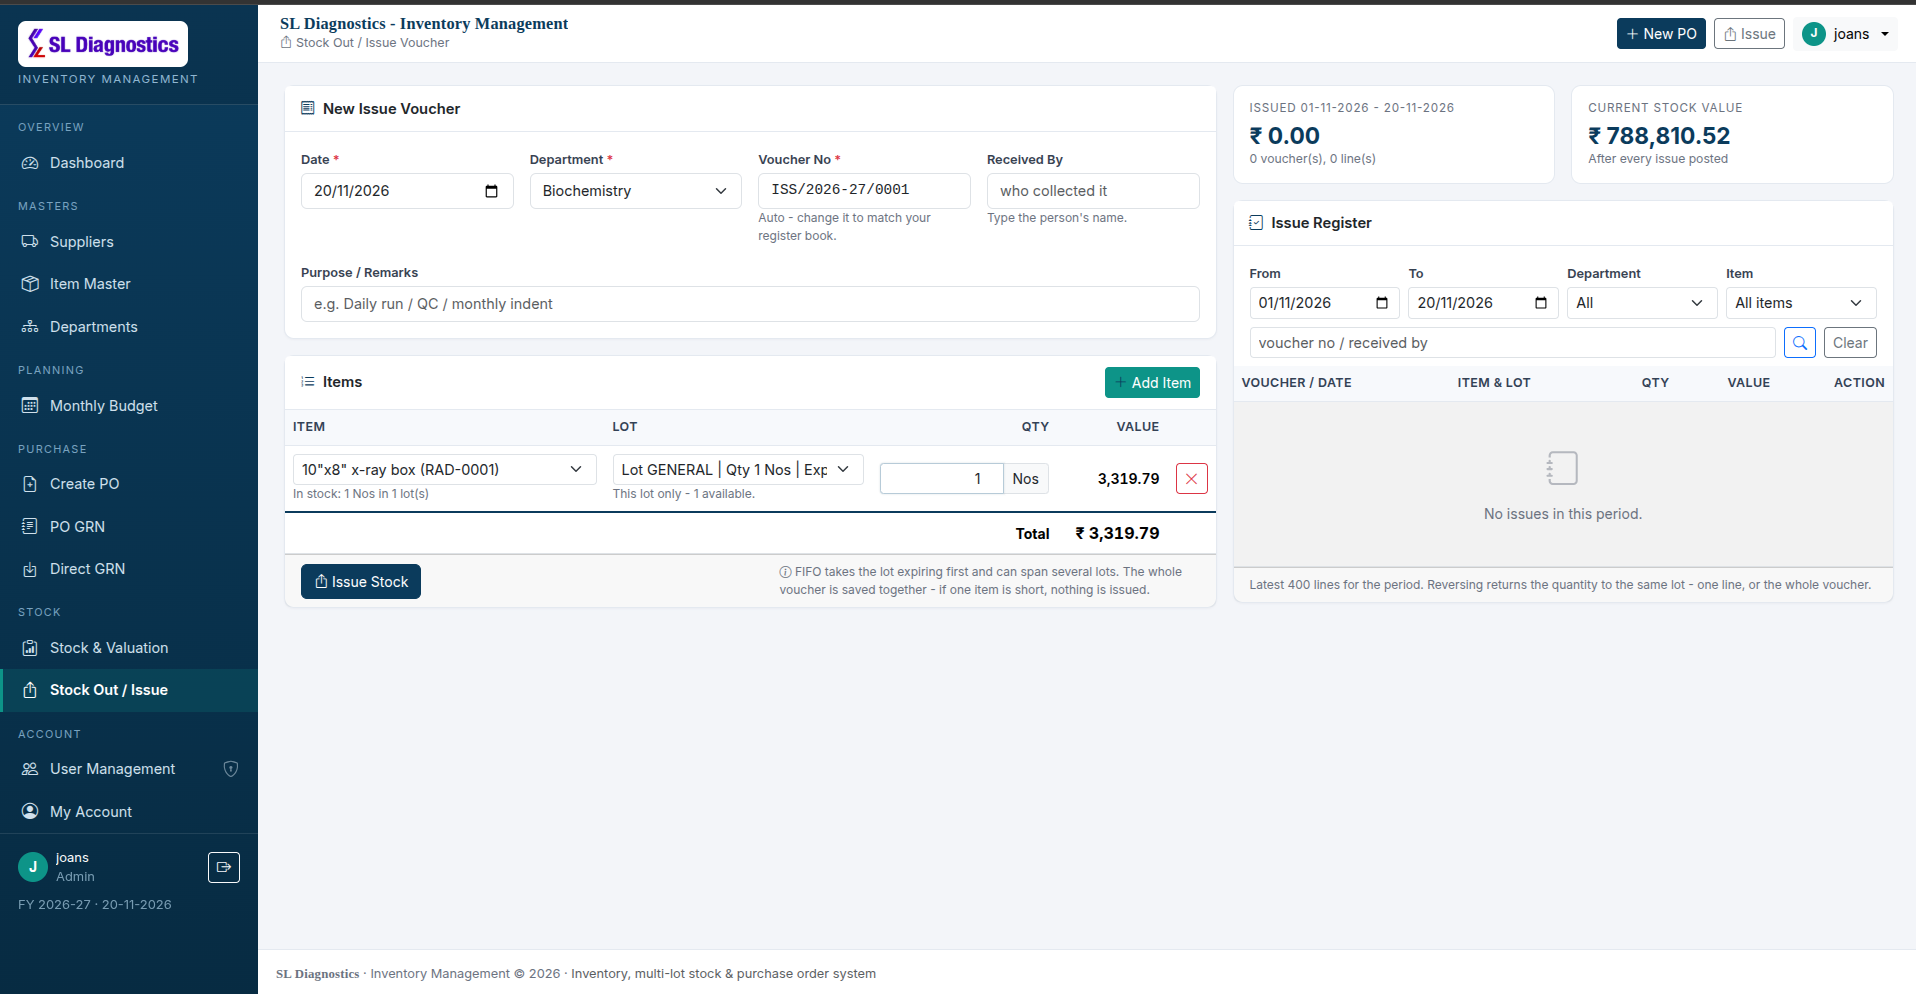 SL Diagnostics
INVENTORY MANAGEMENT
OVERVIEW
Dashboard
MASTERS
Suppliers
Item Master
Departments
PLANNING
Monthly Budget
PURCHASE
Create PO
PO GRN
Direct GRN
STOCK
Stock & Valuation
Stock Out / Issue
ACCOUNT
User Management
My Account
J
joans
Admin
FY 2026-27 · 20-11-2026
SL Diagnostics - Inventory Management
Stock Out / Issue Voucher
+ New PO
Issue
J
joans
New Issue Voucher
Date *
Department *
Voucher No *
Received By
20/11/2026
Biochemistry
ISS/2026-27/0001
who collected it
Auto - change it to match your
register book.
Type the person's name.
Purpose / Remarks
e.g. Daily run / QC / monthly indent
Items
+ Add Item
ITEM
LOT
QTY
VALUE
10"x8" x-ray box (RAD-0001)
Lot GENERAL | Qty 1 Nos | Exp
1
Nos
3,319.79
In stock: 1 Nos in 1 lot(s)
This lot only - 1 available.
Total
₹ 3,319.79
Issue Stock
FIFO takes the lot expiring first and can span several lots. The whole
voucher is saved together - if one item is short, nothing is issued.
ISSUED 01-11-2026 - 20-11-2026
₹ 0.00
0 voucher(s), 0 line(s)
CURRENT STOCK VALUE
₹ 788,810.52
After every issue posted
Issue Register
From
To
Department
Item
01/11/2026
20/11/2026
All
All items
voucher no / received by
Clear
VOUCHER / DATE
ITEM & LOT
QTY
VALUE
ACTION
No issues in this period.
Latest 400 lines for the period. Reversing returns the quantity to the same lot - one line, or the whole voucher.
SL Diagnostics · Inventory Management © 2026 · Inventory, multi-lot stock & purchase order system